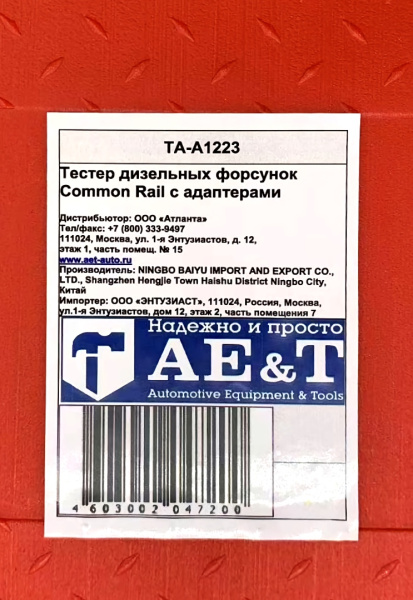 TA-A1223
Тестер дизельных форсунок
Common Rail с адаптерами
Дистрибьютор: ООО «Атланта»
Тел/факс: +7 (800) 333-9497
111024, Москва, ул. 1-я Энтузиастов, д. 12,
этаж 1, часть помещ. № 15
www.aet-auto.ru
Производитель: NINGBO BAIYU IMPORT AND EXPORT CO.,
LTD., Shangzhen Hengjie Town Haishu District Ningbo City,
Китай
Импортер: ООО «ЭНТУЗИАСТ», 111024, Россия, Москва,
ул.1-я Энтузиастов, дом 12, этаж 2, часть помещения 7
Надежно и просто
AE&T
Automotive Equipment & Tools
4 603002 047200